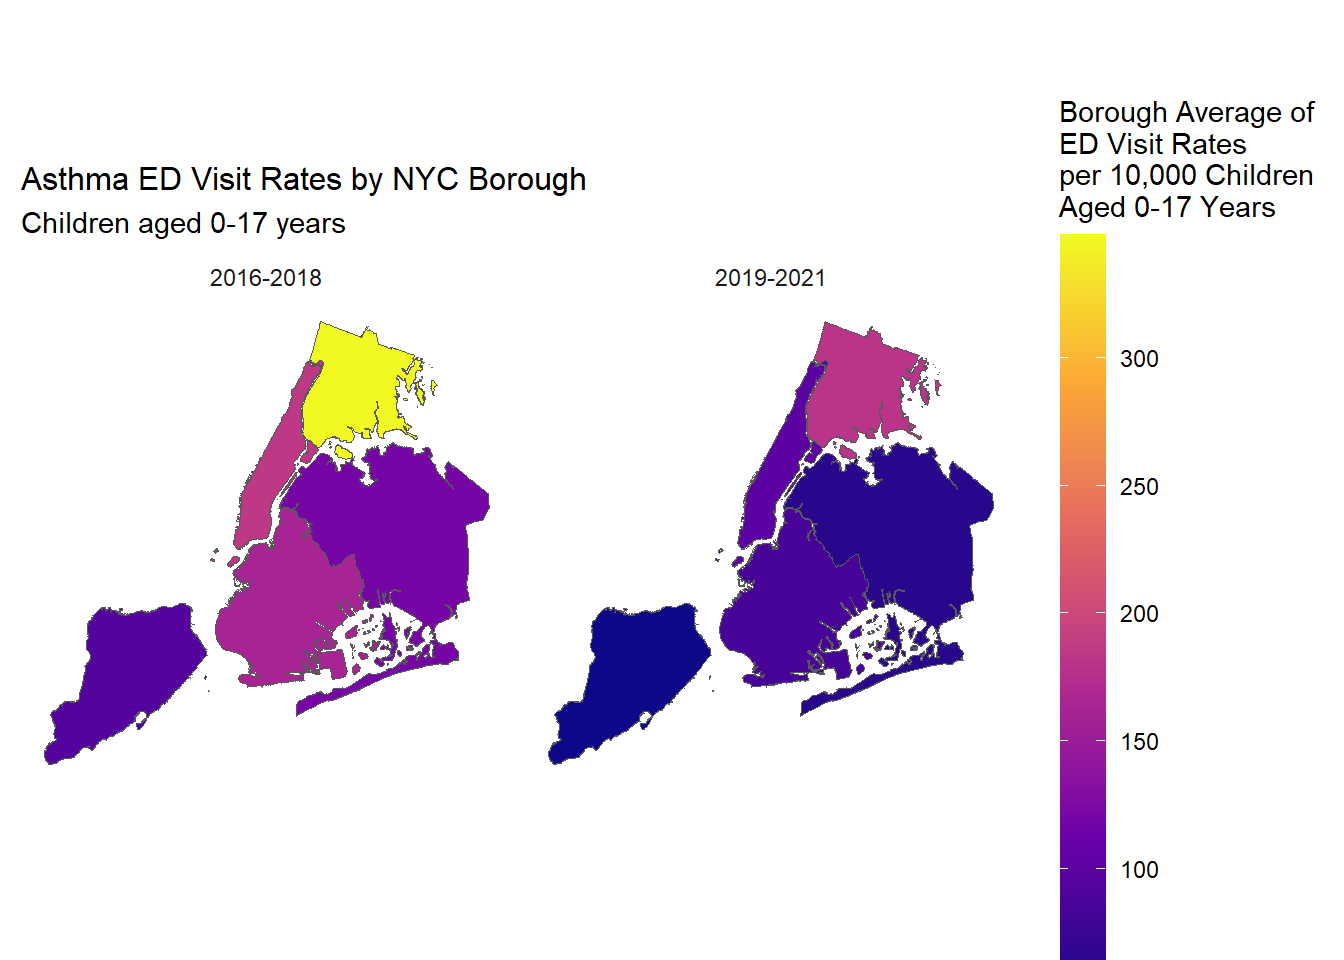 Asthma ED Visit Rates by NYC Borough
Children aged 0-17 years
2016-2018
2019-2021
Borough Average of
ED Visit Rates
per 10,000 Children
Aged 0-17 Years
300
250
200
150
100